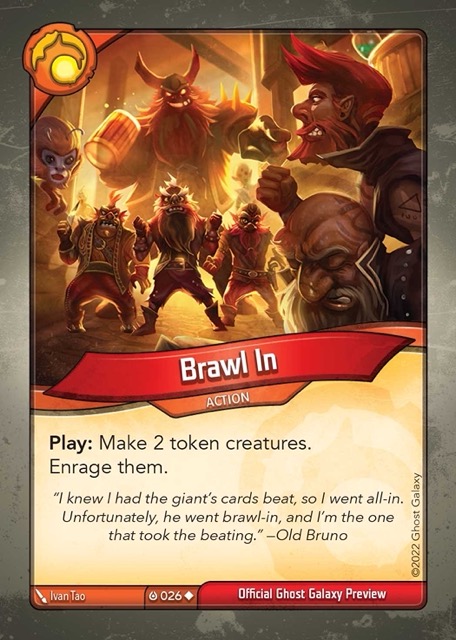 Brawl In
ACTION
Play: Make 2 token creatures.
Enrage them.
“I knew I had the giant’s cards beat, so I went all-in.
Unfortunately, he went brawl-in, and I’m the one
that took the beating.” –Old Bruno
©2022 Ghost Galaxy
Ivan Tao
026
Official Ghost Galaxy Preview